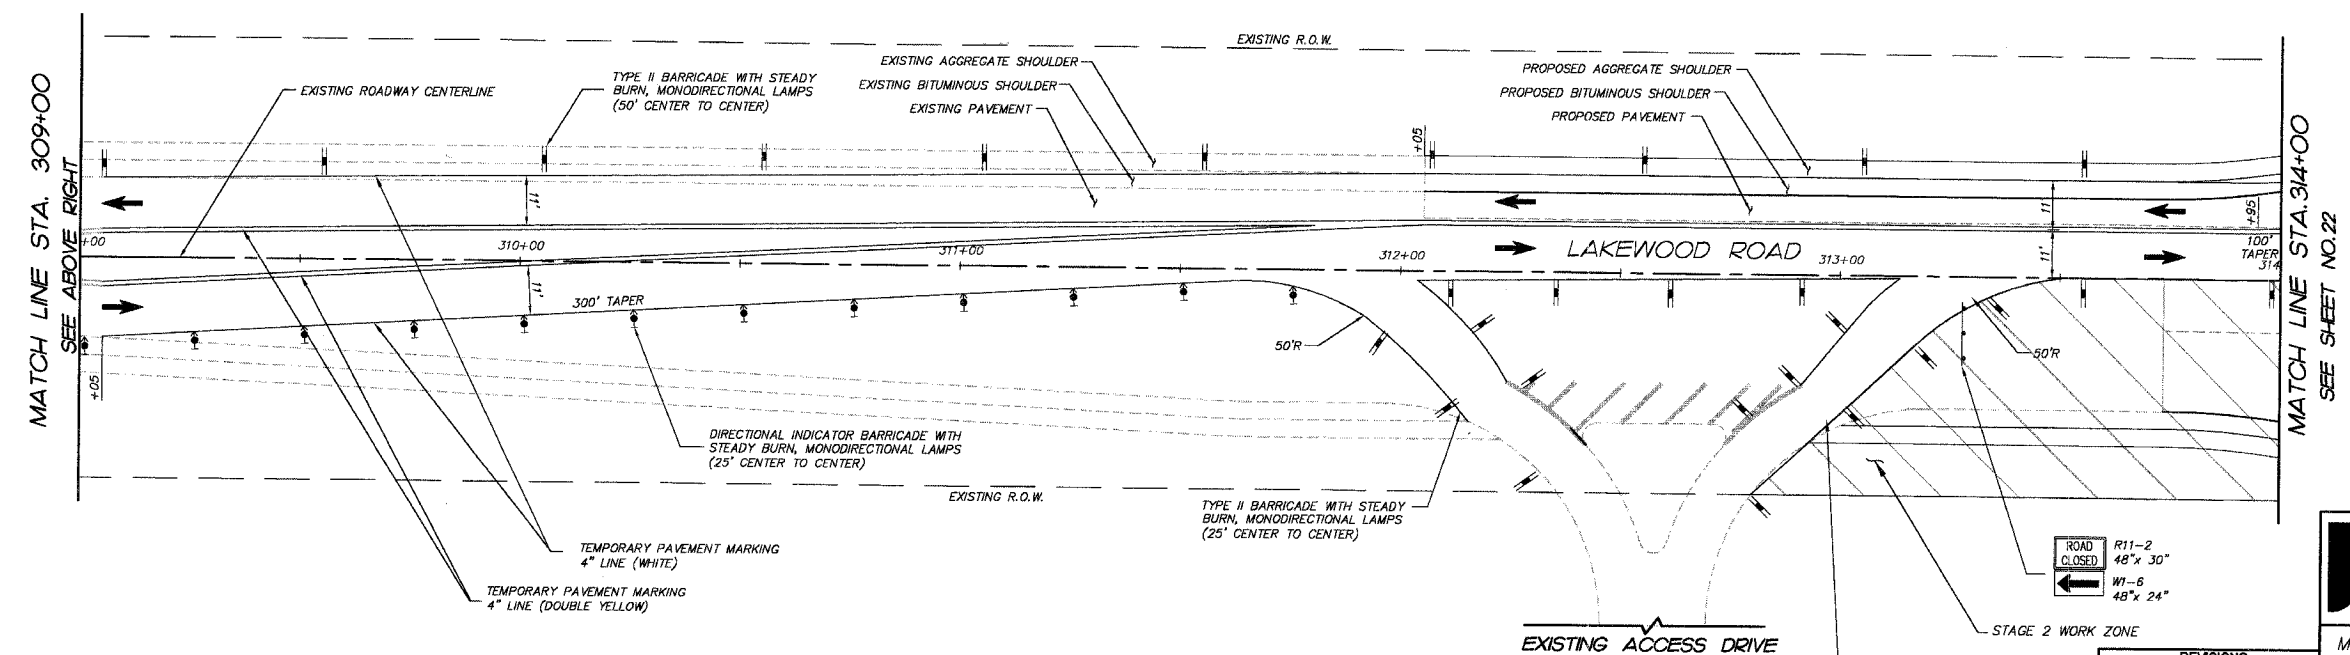 EXISTING R.O.W.
EXISTING AGGREGATE SHOULDER
EXISTING BITUMINOUS SHOULDER
EXISTING PAVEMENT
TYPE II BARRICADE WITH STEADY
BURN, MONODIRECTIONAL LAMPS
(50' CENTER TO CENTER)
EXISTING ROADWAY CENTERLINE
PROPOSED AGGREGATE SHOULDER
PROPOSED BITUMINOUS SHOULDER
PROPOSED PAVEMENT
MATCH LINE STA. 309+00
SEE ABOVE RIGHT
MATCH LINE STA.314+00
SEE SHEET NO.22
+05
11'
11
+95
+00
310+00
311+00
312+00
LAKEWOOD ROAD
313+00
100'
TAPER
314
11'
11'
300' TAPER
+05
50'R
50'R
DIRECTIONAL INDICATOR BARRICADE WITH
STEADY BURN, MONODIRECTIONAL LAMPS
(25' CENTER TO CENTER)
EXISTING R.O.W.
TYPE II BARRICADE WITH STEADY
BURN, MONODIRECTIONAL LAMPS
(25' CENTER TO CENTER)
TEMPORARY PAVEMENT MARKING
4" LINE (WHITE)
TEMPORARY PAVEMENT MARKING
4" LINE (DOUBLE YELLOW)
ROAD
CLOSED
R11-2
48"x 30"
W1-6
48"x 24"
STAGE 2 WORK ZONE
EXISTING ACCESS DRIVE
REVISIONS
M